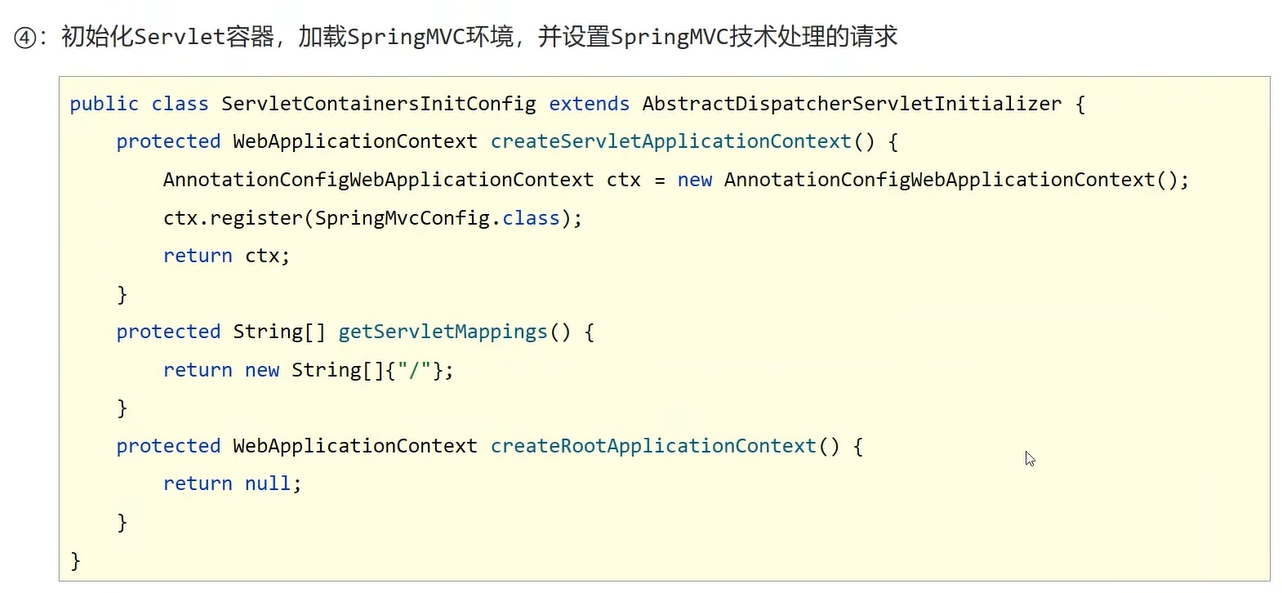 ④：初始化Servlet容器，加载SpringMVC环境，并设置SpringMVC技术处理的请求
public class ServletContainersInitConfig extends AbstractDispatcherServletInitializer {
    protected WebApplicationContext createServletApplicationContext() {
        AnnotationConfigWebApplicationContext ctx = new AnnotationConfigWebApplicationContext();
        ctx.register(SpringMvcConfig.class);
        return ctx;
    }
    protected String[] getServletMappings() {
        return new String[]{"/"};
    }
    protected WebApplicationContext createRootApplicationContext() {
        return null;
    }
}